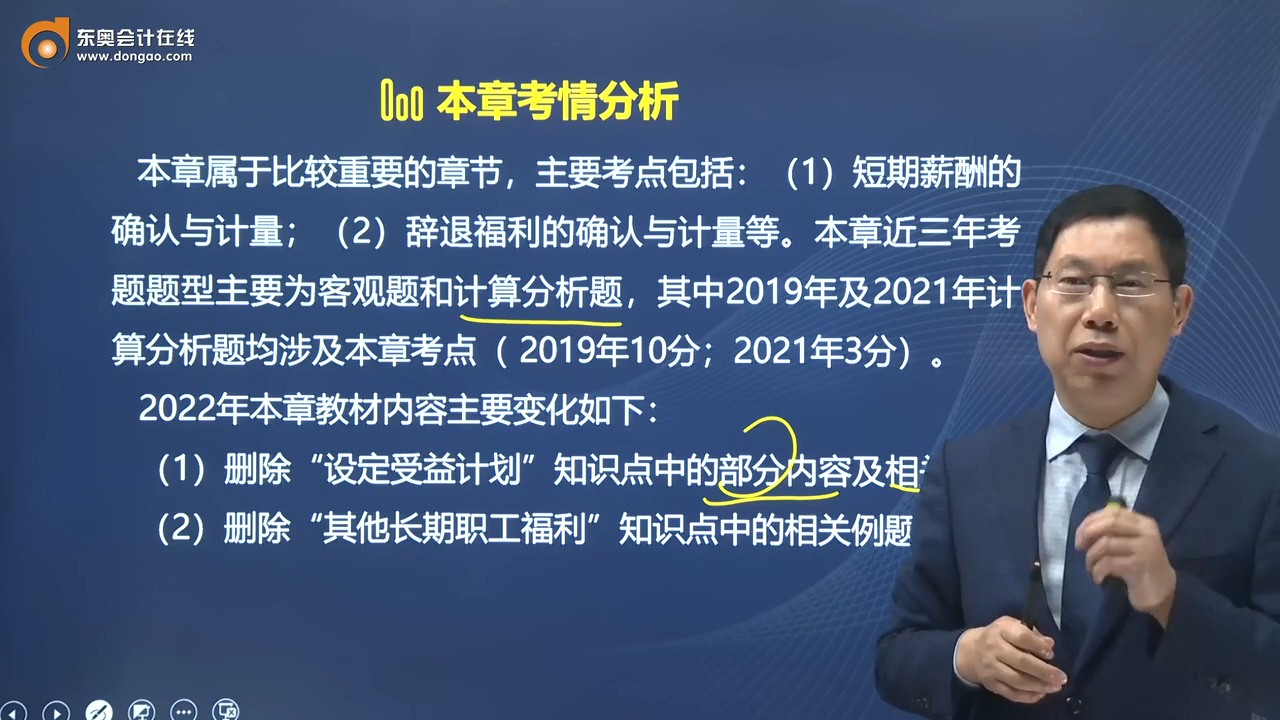 东奥会计在线
www.dongao.com
本章考情分析
本章属于比较重要的章节，主要考点包括：（1）短期薪酬的
确认与计量；（2）辞退福利的确认与计量等。本章近三年考
题题型主要为客观题和计算分析题，其中2019年及2021年计
算分析题均涉及本章考点（ 2019年10分；2021年3分）。
2022年本章教材内容主要变化如下：
（1）删除“设定受益计划”知识点中的部分内容及相
（2）删除“其他长期职工福利”知识点中的相关例题